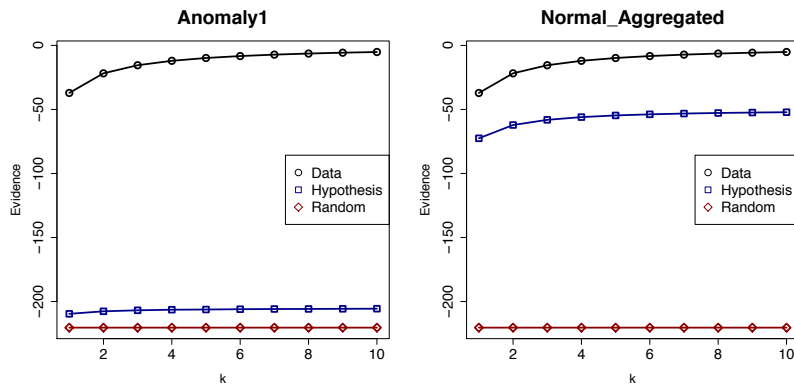 Anomaly1
0
−50
−100
−150
−200
Evidence
Data
Hypothesis
Random
2 4 6 8 10
k
Normal_Aggregated
0
−50
−100
−150
−200
Evidence
Data
Hypothesis
Random
2 4 6 8 10
k